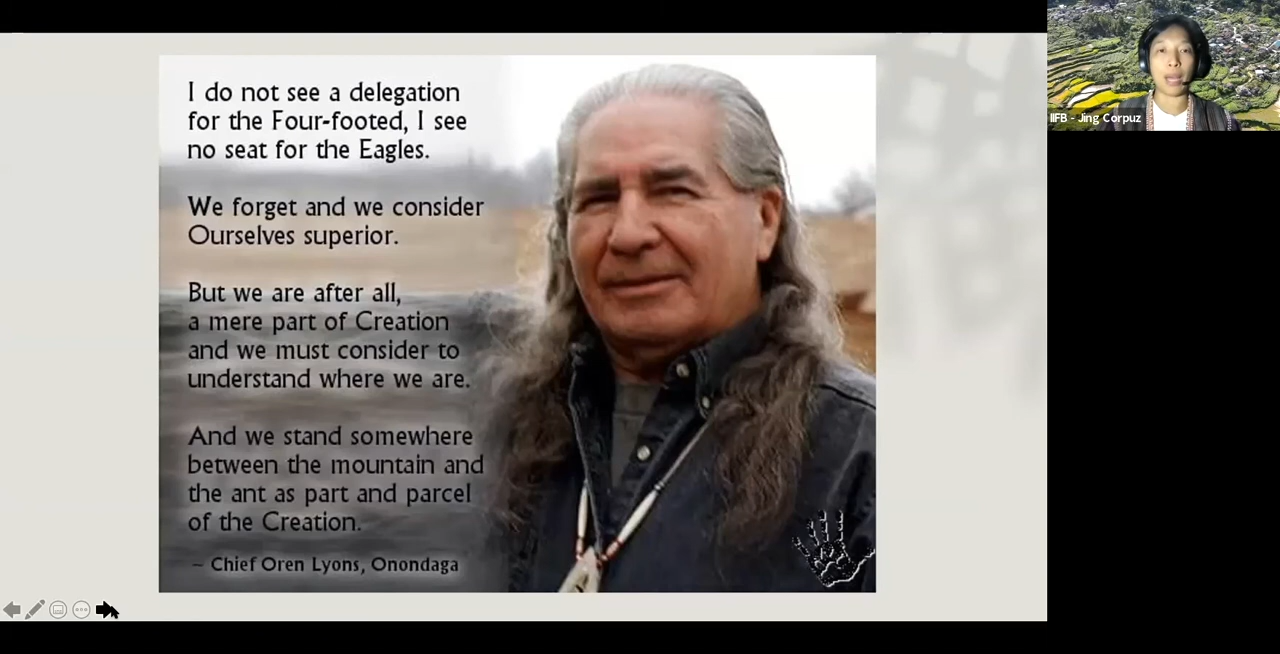 I do not see a delegation
for the Four-footed, I see
no seat for the Eagles.
We forget and we consider
Ourselves superior.
But we are after all,
a mere part of Creation
and we must consider to
understand where we are.
And we stand somewhere
between the mountain and
the ant as part and parcel
of the Creation.
~ Chief Oren Lyons, Onondaga
IIFB - Jing Corpuz